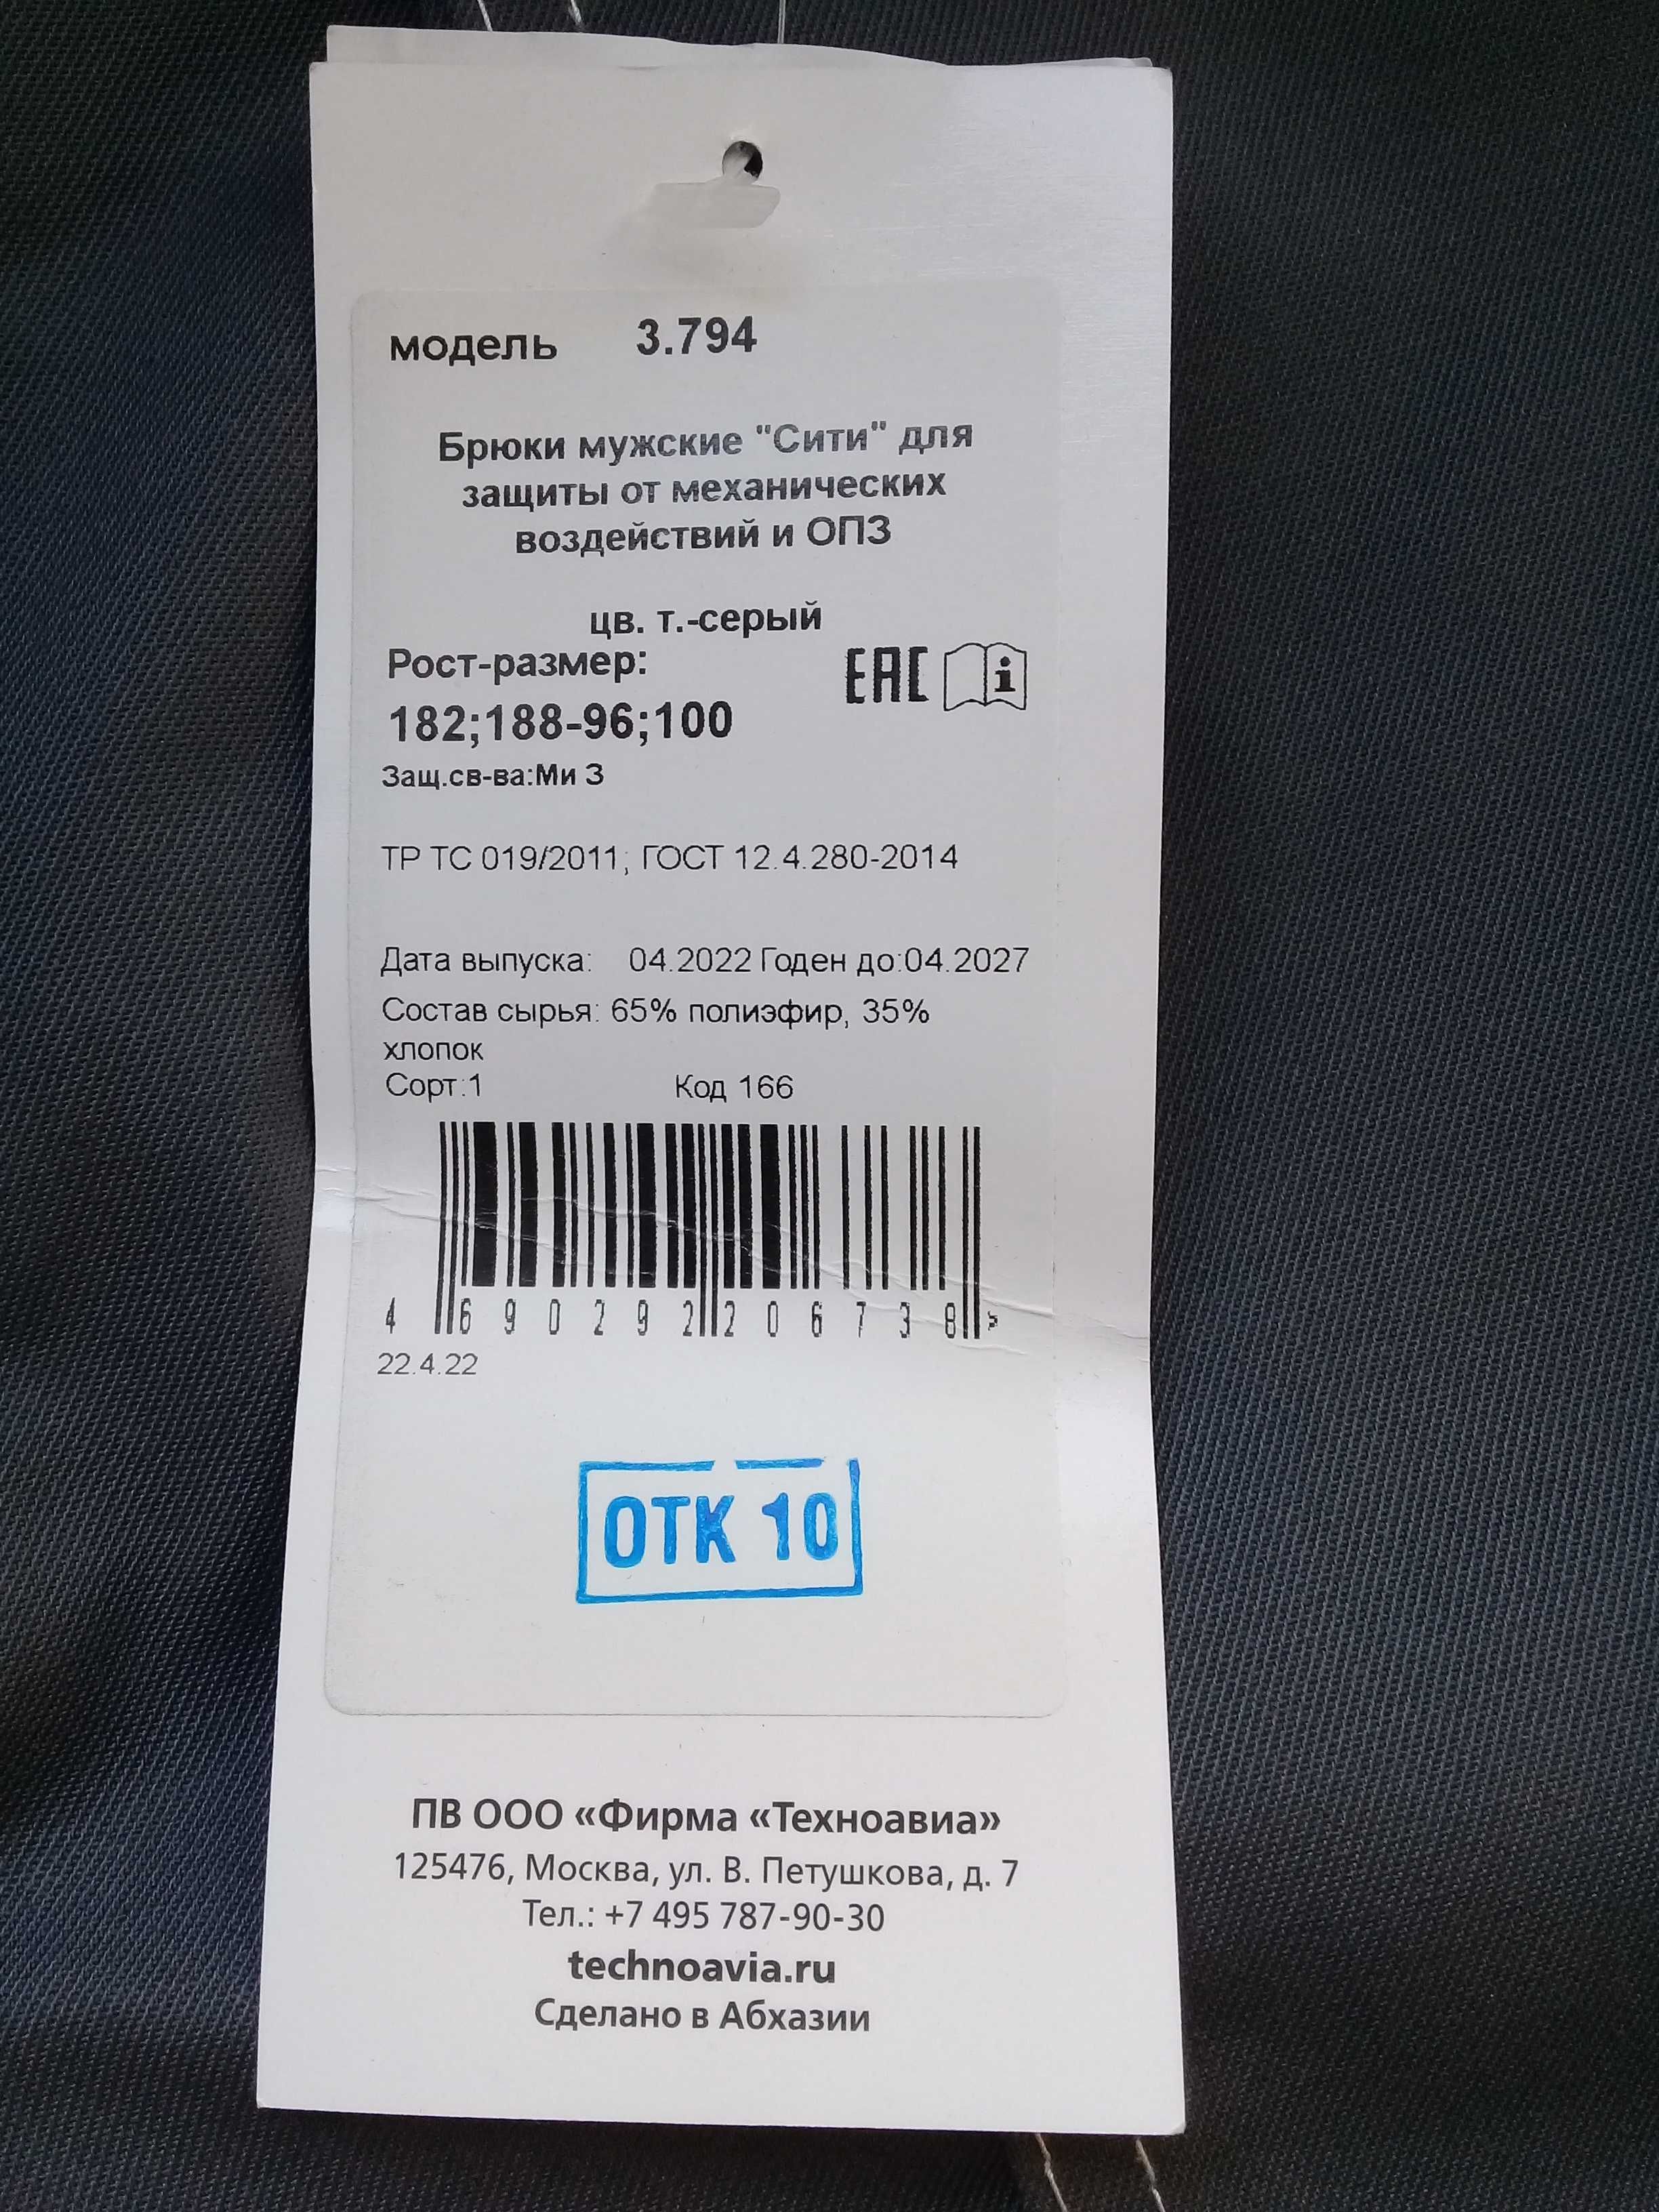 модель 3.794
Брюки мужские "Сити" для
защиты от механических
воздействий и ОПЗ
цв. т.-серый
Рост-размер:
EAC i
182;188-96;100
Защ.св-ва:Ми З
ТР ТС 019/2011; ГОСТ 12.4.280-2014
Дата выпуска: 04.2022 Годен до:04.2027
Состав сырья: 65% полиэфир, 35%
хлопок
Сорт:1 Код 166
4 690292 206738 >
22.4.22
ОТК 10
ПВ ООО «Фирма «Техноавиа»
125476, Москва, ул. В. Петушкова, д. 7
Тел.: +7 495 787-90-30
technoavia.ru
Сделано в Абхазии